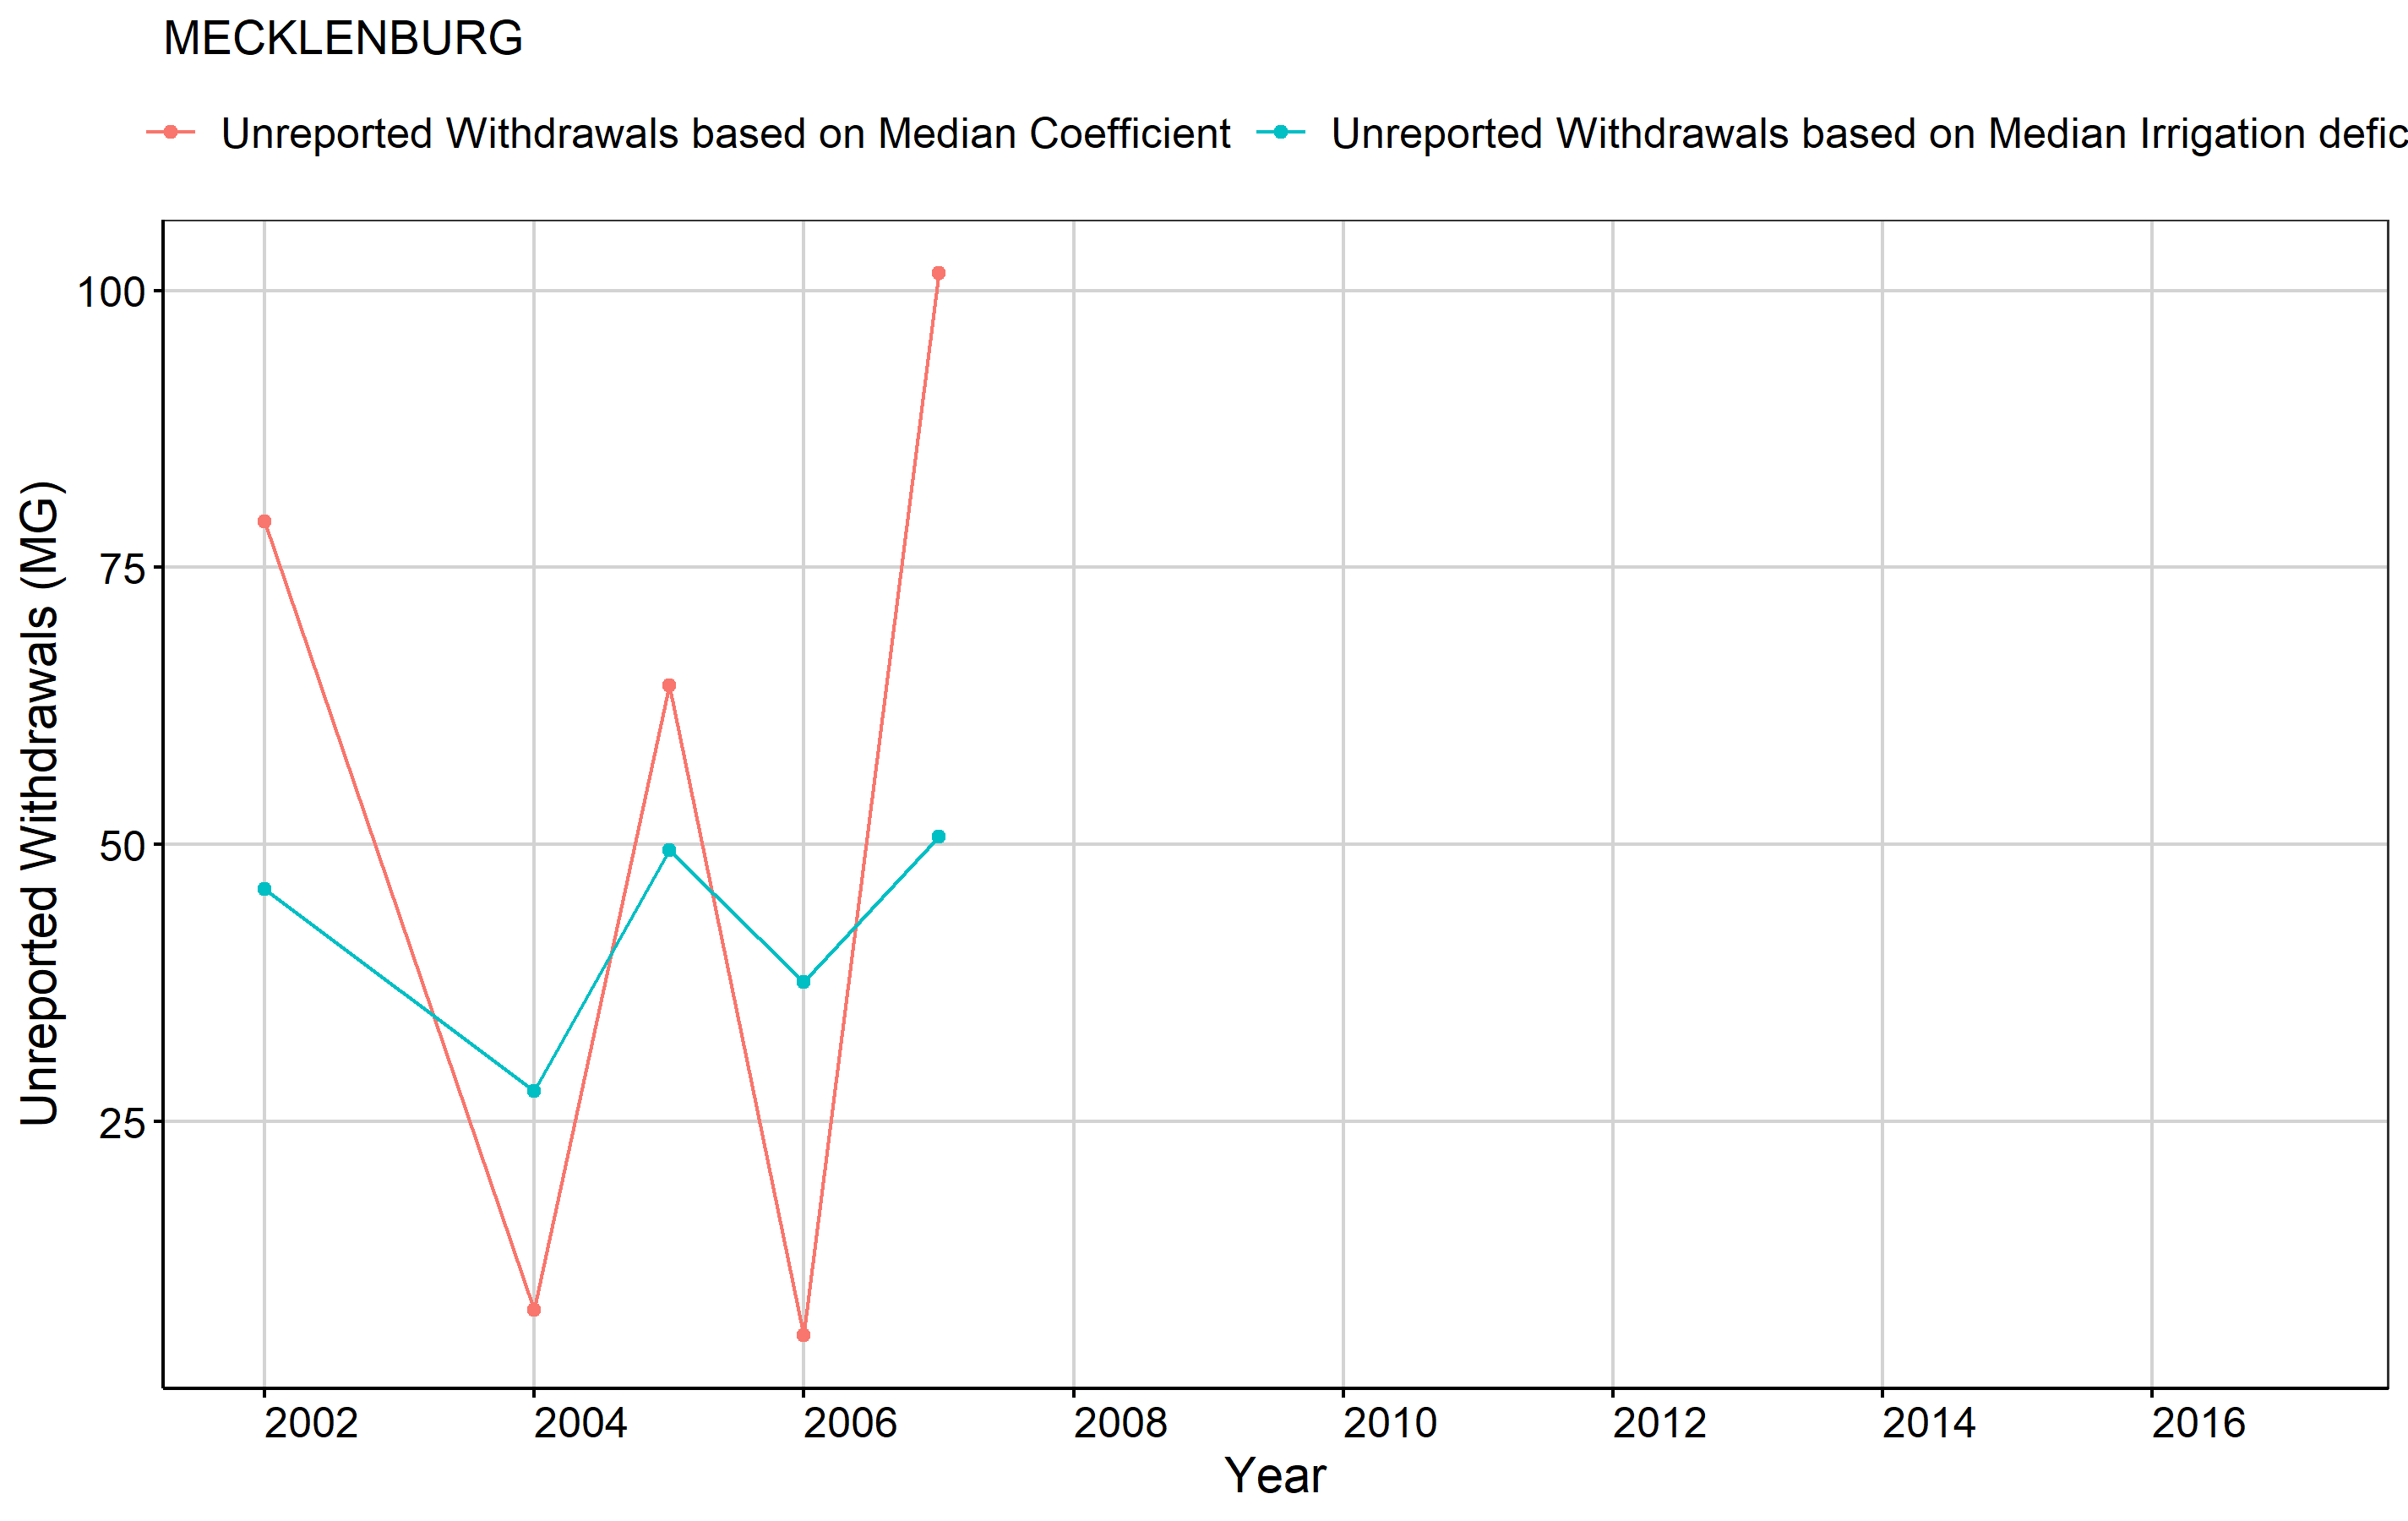 MECKLENBURG
Unreported Withdrawals based on Median Coefficient Unreported Withdrawals based on Median Irrigation defic
100
75
50
25
Unreported Withdrawals (MG)
2002 2004 2006 2008 2010 2012 2014 2016
Year